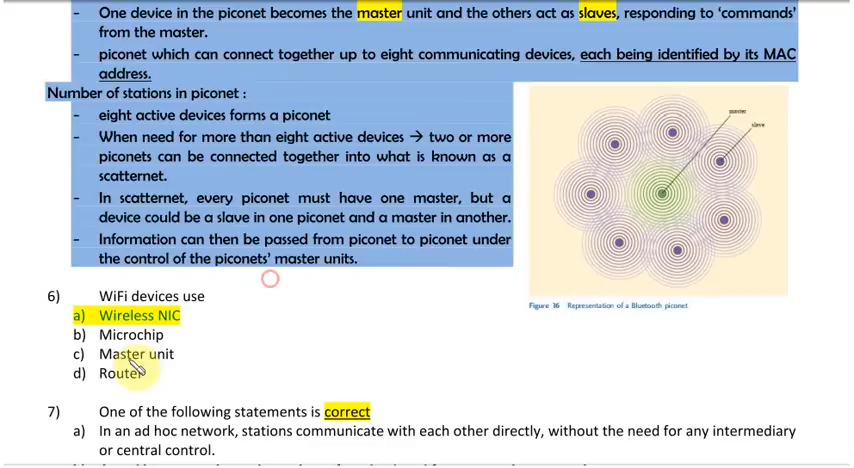 - One device in the piconet becomes the master unit and the others act as slaves, responding to ‘commands’
from the master.
- piconet which can connect together up to eight communicating devices, each being identified by its MAC
address.
Number of stations in piconet :
- eight active devices forms a piconet
- When need for more than eight active devices → two or more
piconets can be connected together into what is known as a
scatternet.
- In scatternet, every piconet must have one master, but a
device could be a slave in one piconet and a master in another.
- Information can then be passed from piconet to piconet under
the control of the piconets’ master units.
master
slave
Figure 16 Representation of a Bluetooth piconet
6) WiFi devices use
a) Wireless NIC
b) Microchip
c) Master unit
d) Router
7) One of the following statements is correct
a) In an ad hoc network, stations communicate with each other directly, without the need for any intermediary
or central control.